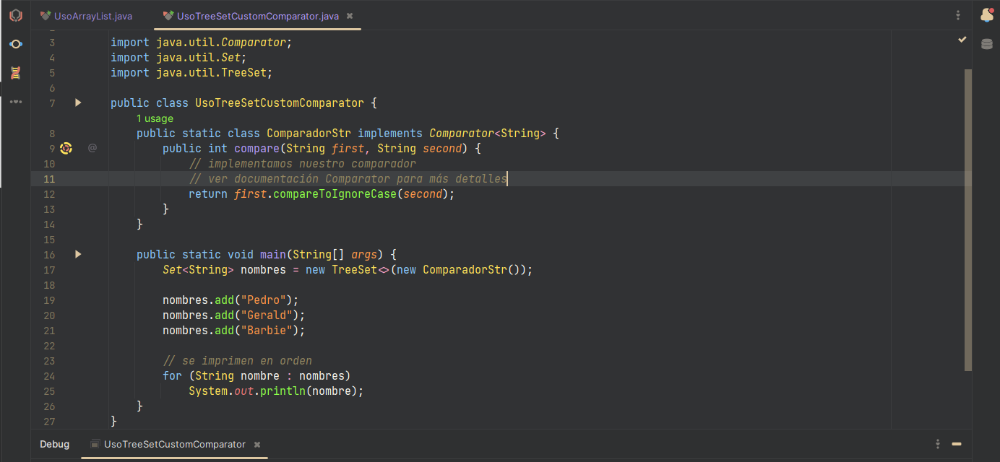 UsoArrayList.java UsoTreeSetCustomComparator.java
3 import java.util.Comparator;
4 import java.util.Set;
5 import java.util.TreeSet;
6
7 public class UsoTreeSetCustomComparator {
1 usage
8 public static class ComparadorStr implements Comparator<String> {
9 @ public int compare(String first, String second) {
10 // implementamos nuestro comparador
11 // ver documentación Comparator para más detalles
12 return first.compareToIgnoreCase(second);
13 }
14 }
15
16 public static void main(String[] args) {
17 Set<String> nombres = new TreeSet<>(new ComparadorStr());
18
19 nombres.add("Pedro");
20 nombres.add("Gerald");
21 nombres.add("Barbie");
22
23 // se imprimen en orden
24 for (String nombre : nombres)
25 System.out.println(nombre);
26 }
27 }
Debug UsoTreeSetCustomComparator